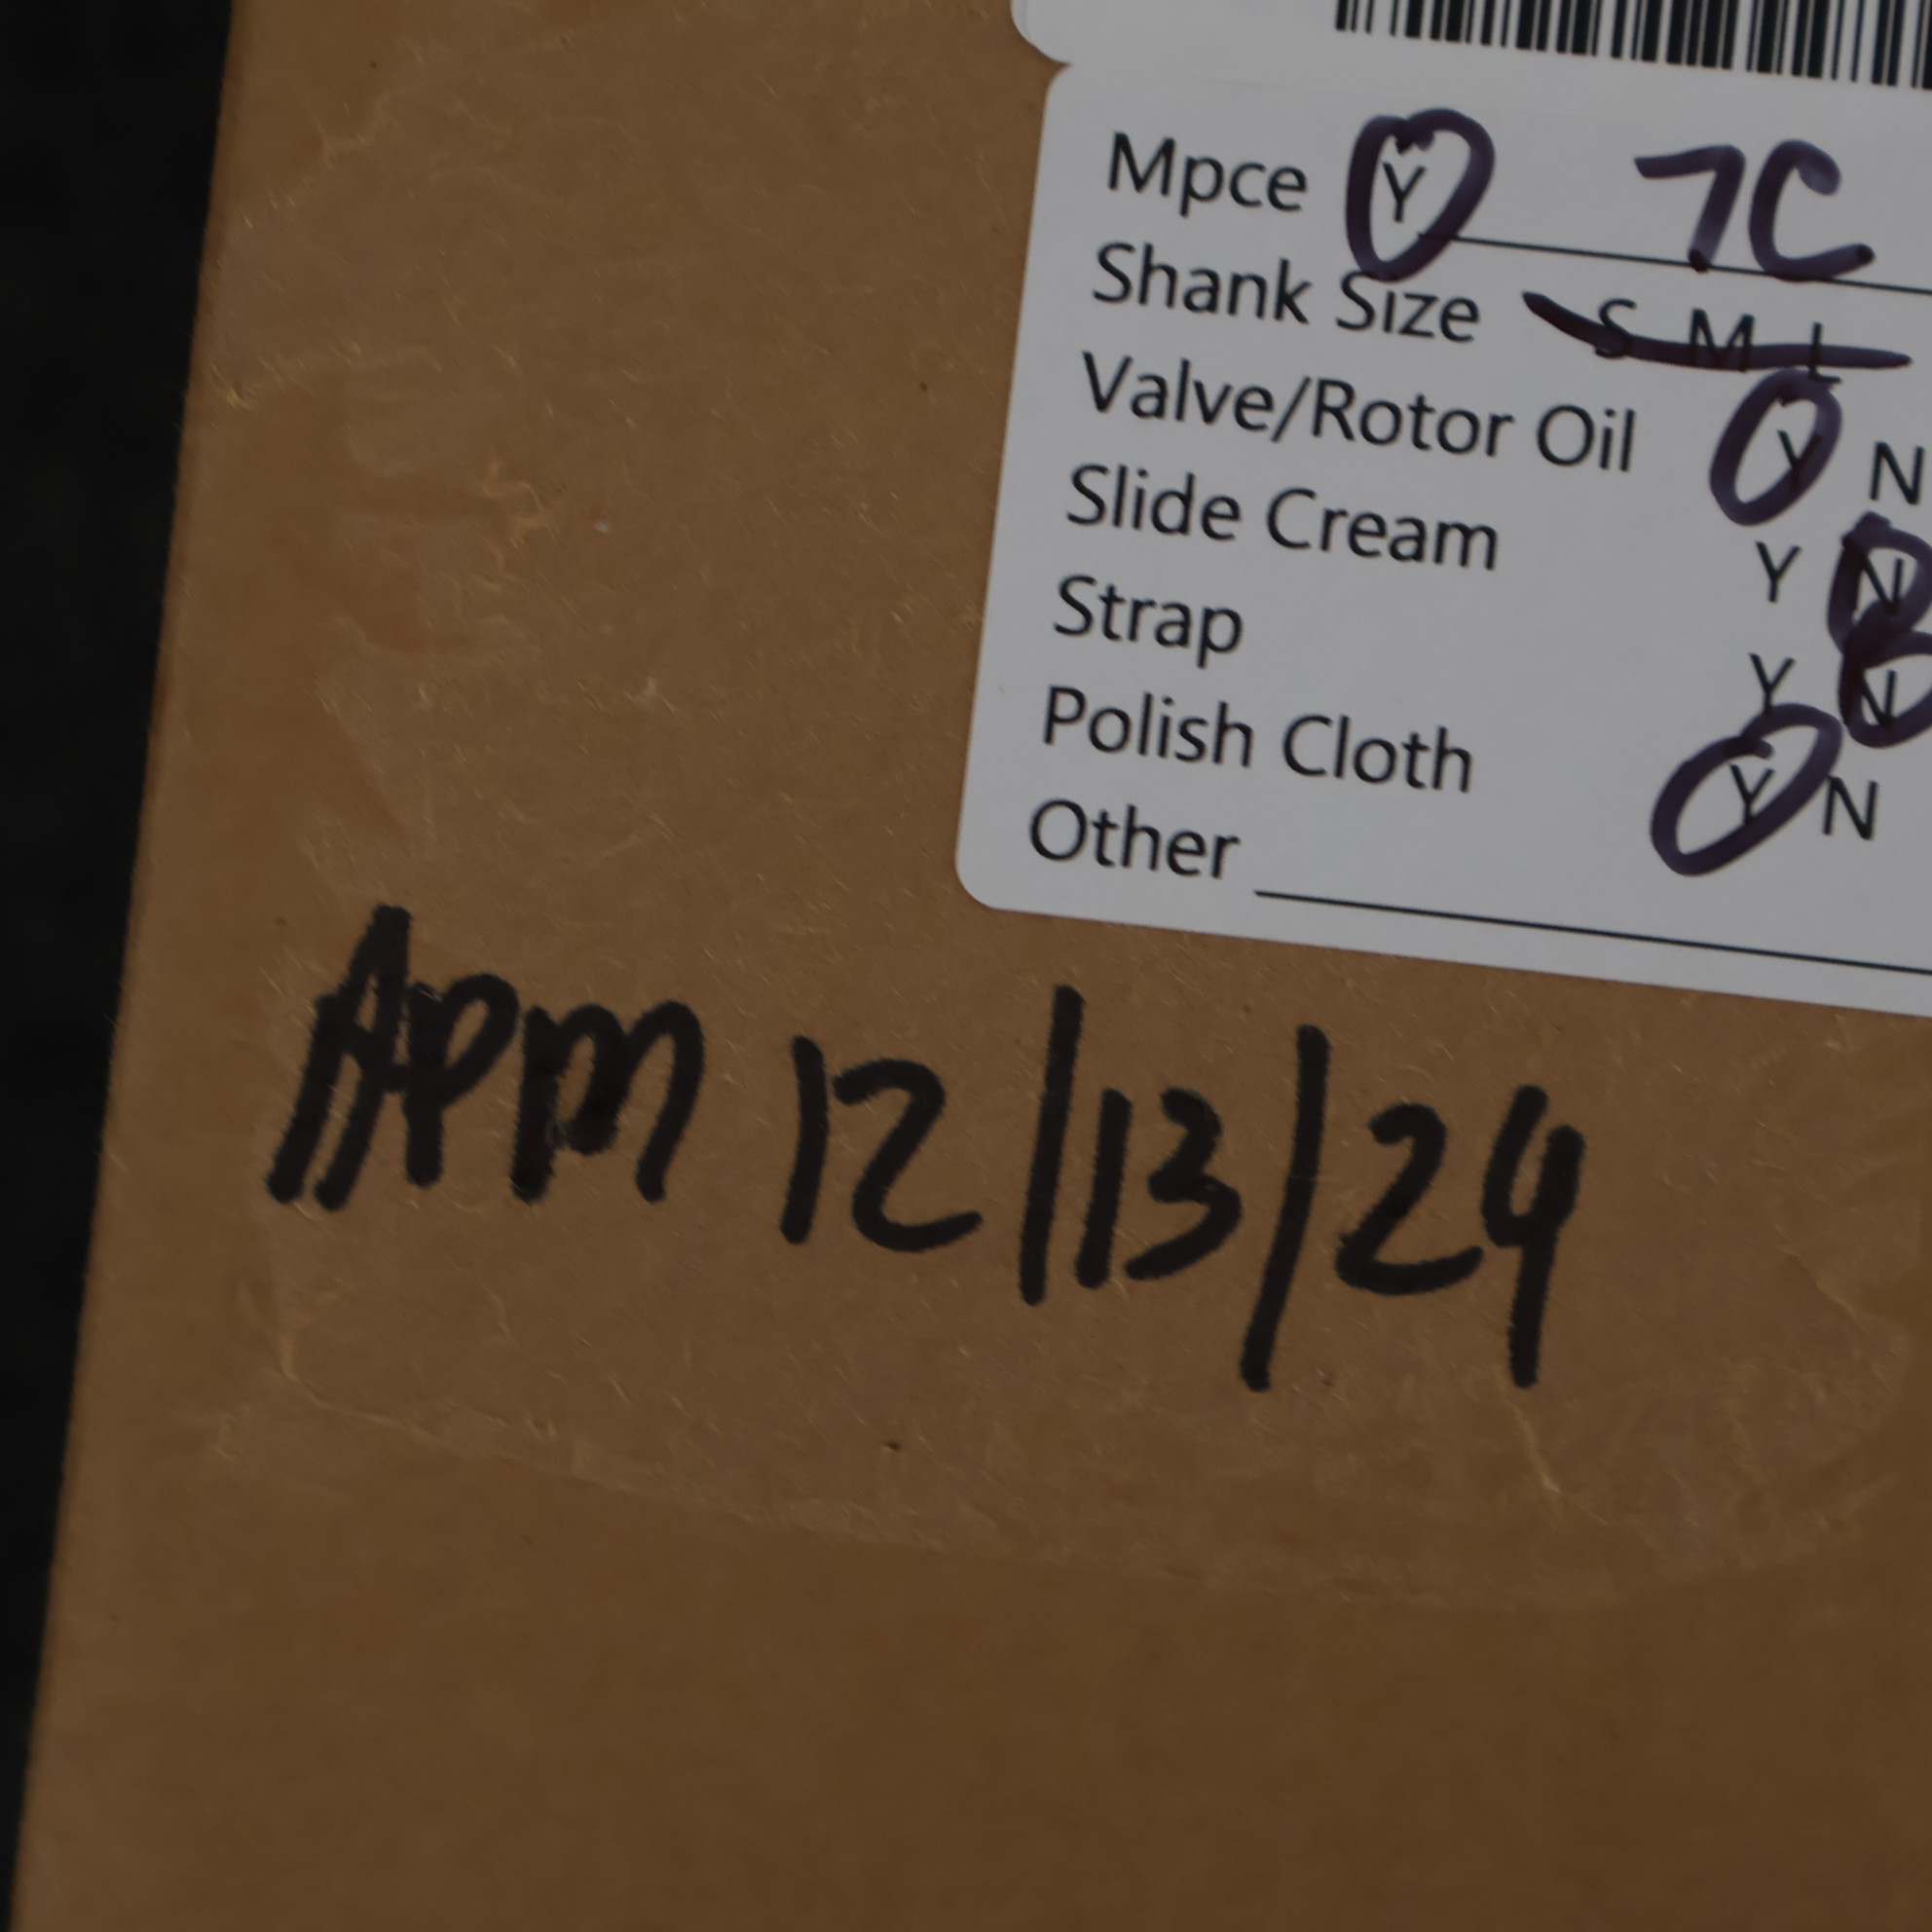 Mpce Y 7C
Shank Size S M L
Valve/Rotor Oil Y N
Slide Cream Y N
Strap Y N
Polish Cloth Y N
Other
APM 12/13/24